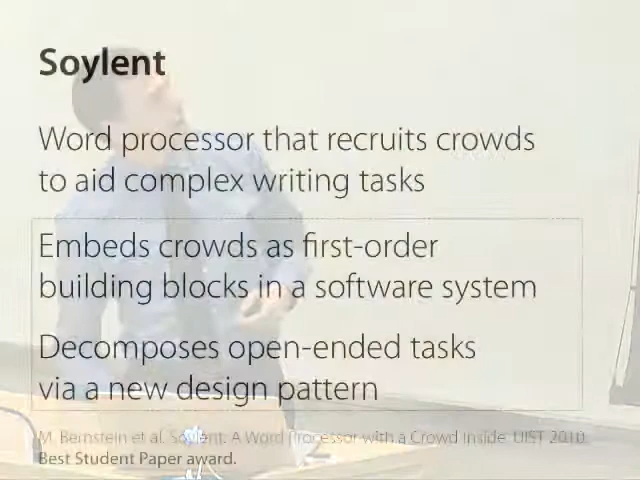 Soylent
Word processor that recruits crowds
to aid complex writing tasks
Embeds crowds as first-order
building blocks in a software system
Decomposes open-ended tasks
via a new design pattern
M. Bernstein et al. Soylent: A Word Processor with a Crowd Inside. UIST 2010.
Best Student Paper award.